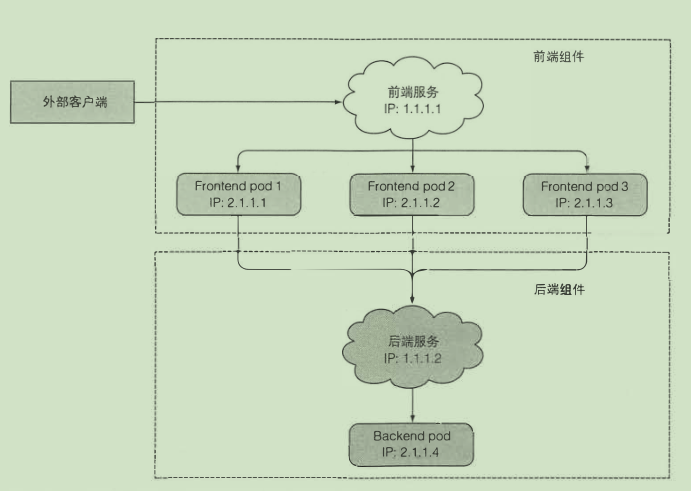 前端组件
外部客户端
前端服务
IP: 1.1.1.1
Frontend pod 1
IP: 2.1.1.1
Frontend pod 2
IP: 2.1.1.2
Frontend pod 3
IP: 2.1.1.3
后端组件
后端服务
IP: 1.1.1.2
Backend pod
IP: 2.1.1.4